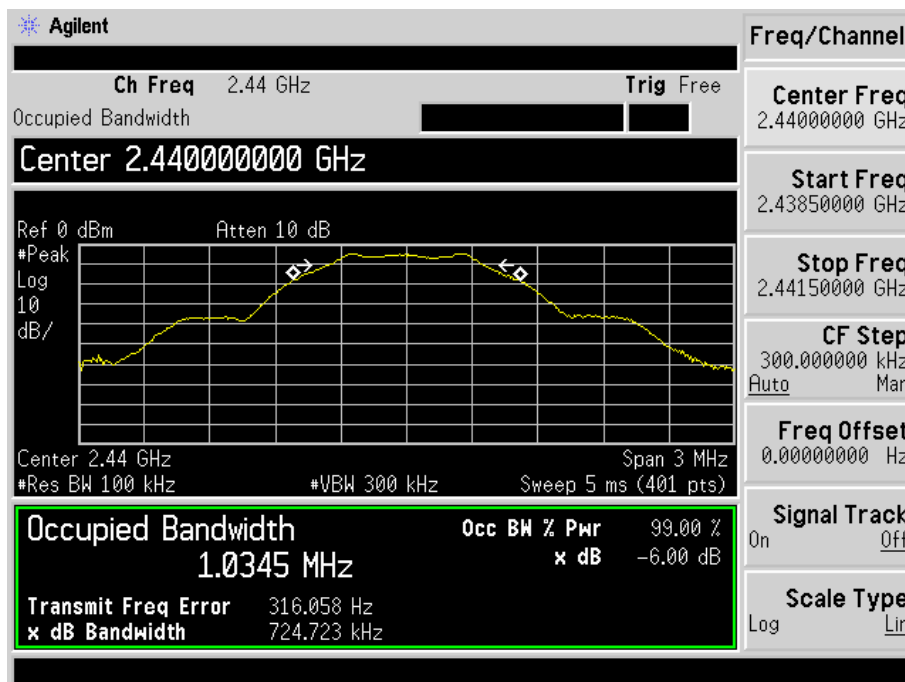 Agilent
Freq/Channel
Ch Freq 2.44 GHz Trig Free
Occupied Bandwidth
Center 2.440000000 GHz
Ref 0 dBm Atten 10 dB
#Peak
Log
10
dB/
Center 2.44 GHz Span 3 MHz
#Res BW 100 kHz #VBW 300 kHz Sweep 5 ms (401 pts)
Occupied Bandwidth
1.0345 MHz
Occ BW % Pwr 99.00 %
x dB -6.00 dB
Transmit Freq Error 316.058 Hz
x dB Bandwidth 724.723 kHz
Center Freq
2.44000000 GHz
Start Freq
2.43850000 GHz
Stop Freq
2.44150000 GHz
CF Step
300.000000 kHz
Auto Man
Freq Offset
0.00000000 Hz
Signal Track
On Off
Scale Type
Log Lin